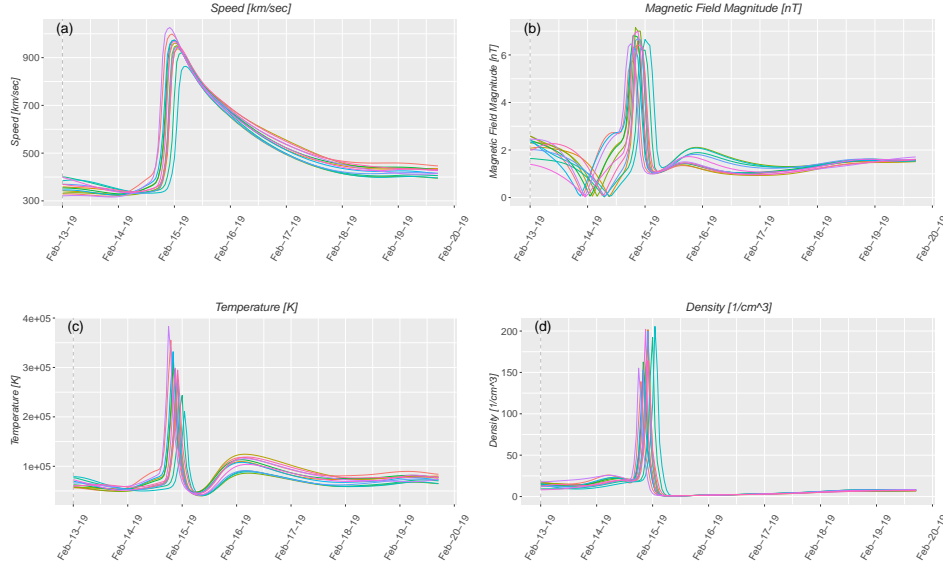 Speed [km/sec]
(a)
Speed [km/sec]
900
700
500
300
Feb-13-19
Feb-14-19
Feb-15-19
Feb-16-19
Feb-17-19
Feb-18-19
Feb-19-19
Feb-20-19
Magnetic Field Magnitude [nT]
(b)
Magnetic Field Magnitude [nT]
6
4
2
0
Feb-13-19
Feb-14-19
Feb-15-19
Feb-16-19
Feb-17-19
Feb-18-19
Feb-19-19
Feb-20-19
Temperature [K]
(c)
Temperature [K]
4e+05
3e+05
2e+05
1e+05
Feb-13-19
Feb-14-19
Feb-15-19
Feb-16-19
Feb-17-19
Feb-18-19
Feb-19-19
Feb-20-19
Density [1/cm^3]
(d)
Density [1/cm^3]
200
150
100
50
0
Feb-13-19
Feb-14-19
Feb-15-19
Feb-16-19
Feb-17-19
Feb-18-19
Feb-19-19
Feb-20-19